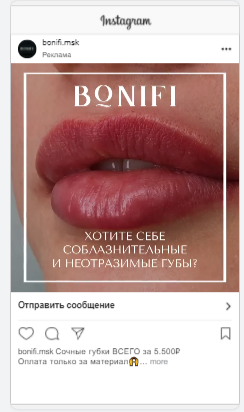 Instagram
bonifi.msk
Реклама
BONIFI
ХОТИТЕ СЕБЕ
СОБЛАЗНИТЕЛЬНЫЕ
И НЕОТРАЗИМЫЕ ГУБЫ?
Отправить сообщение
bonifi.msk Сочные губки ВСЕГО за 5.500₽
Оплата только за материал😱... more